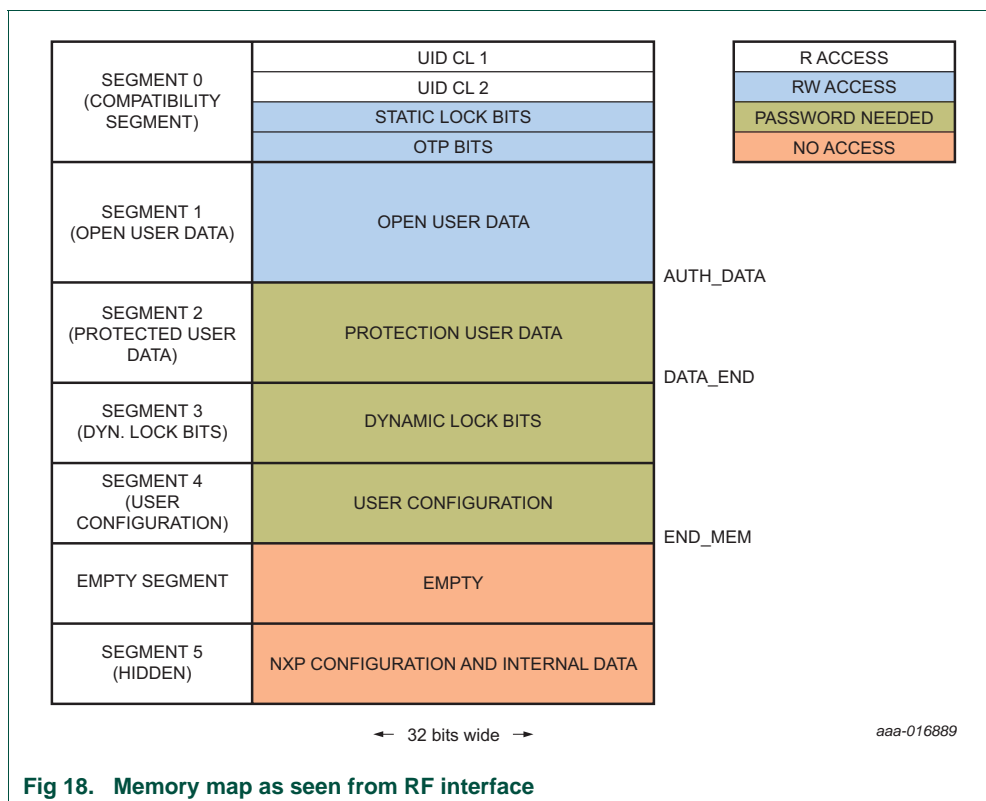 SEGMENT 0
(COMPATIBILITY
SEGMENT)
UID CL 1
UID CL 2
STATIC LOCK BITS
OTP BITS
R ACCESS
RW ACCESS
PASSWORD NEEDED
NO ACCESS
SEGMENT 1
(OPEN USER DATA)
OPEN USER DATA
AUTH_DATA
SEGMENT 2
(PROTECTED USER
DATA)
PROTECTION USER DATA
DATA_END
SEGMENT 3
(DYN. LOCK BITS)
DYNAMIC LOCK BITS
SEGMENT 4
(USER
CONFIGURATION)
USER CONFIGURATION
END_MEM
EMPTY SEGMENT
EMPTY
SEGMENT 5
(HIDDEN)
NXP CONFIGURATION AND INTERNAL DATA
← 32 bits wide →
aaa-016889
Fig 18. Memory map as seen from RF interface